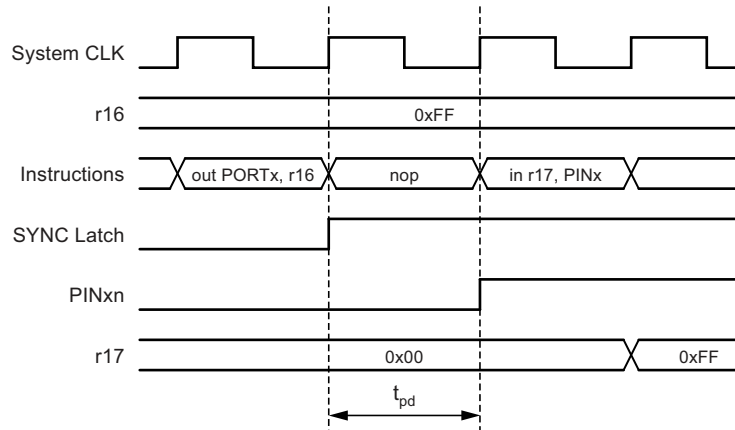 System CLK
r16 0xFF
Instructions out PORTx, r16 nop in r17, PINx
SYNC Latch
PINxn
r17 0x00 0xFF
tpd